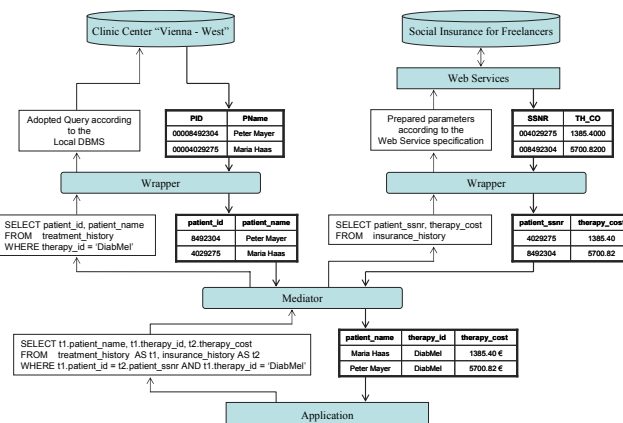 Clinic Center “Vienna - West”
Social Insurance for Freelancers
Web Services
Adopted Query according
to the
Local DBMS
PID PName
00008492304 Peter Mayer
00004029275 Maria Haas
Prepared parameters
according to the
Web Service specification
SSNR TH_CO
004029275 1385.4000
008492304 5700.8200
Wrapper
Wrapper
SELECT patient_id, patient_name
FROM treatment_history
WHERE therapy_id = ‘DiabMel’
patient_id patient_name
8492304 Peter Mayer
4029275 Maria Haas
SELECT patient_ssnr, therapy_cost
FROM insurance_history
patient_ssnr therapy_cost
4029275 1385.40
8492304 5700.82
Mediator
SELECT t1.patient_name, t1.therapy_id, t2.therapy_cost
FROM treatment_history AS t1, insurance_history AS t2
WHERE t1.patient_id = t2.patient_ssnr AND t1.therapy_id = ‘DiabMel’
patient_name therapy_id therapy_cost
Maria Haas DiabMel 1385.40 €
Peter Mayer DiabMel 5700.82 €
Application